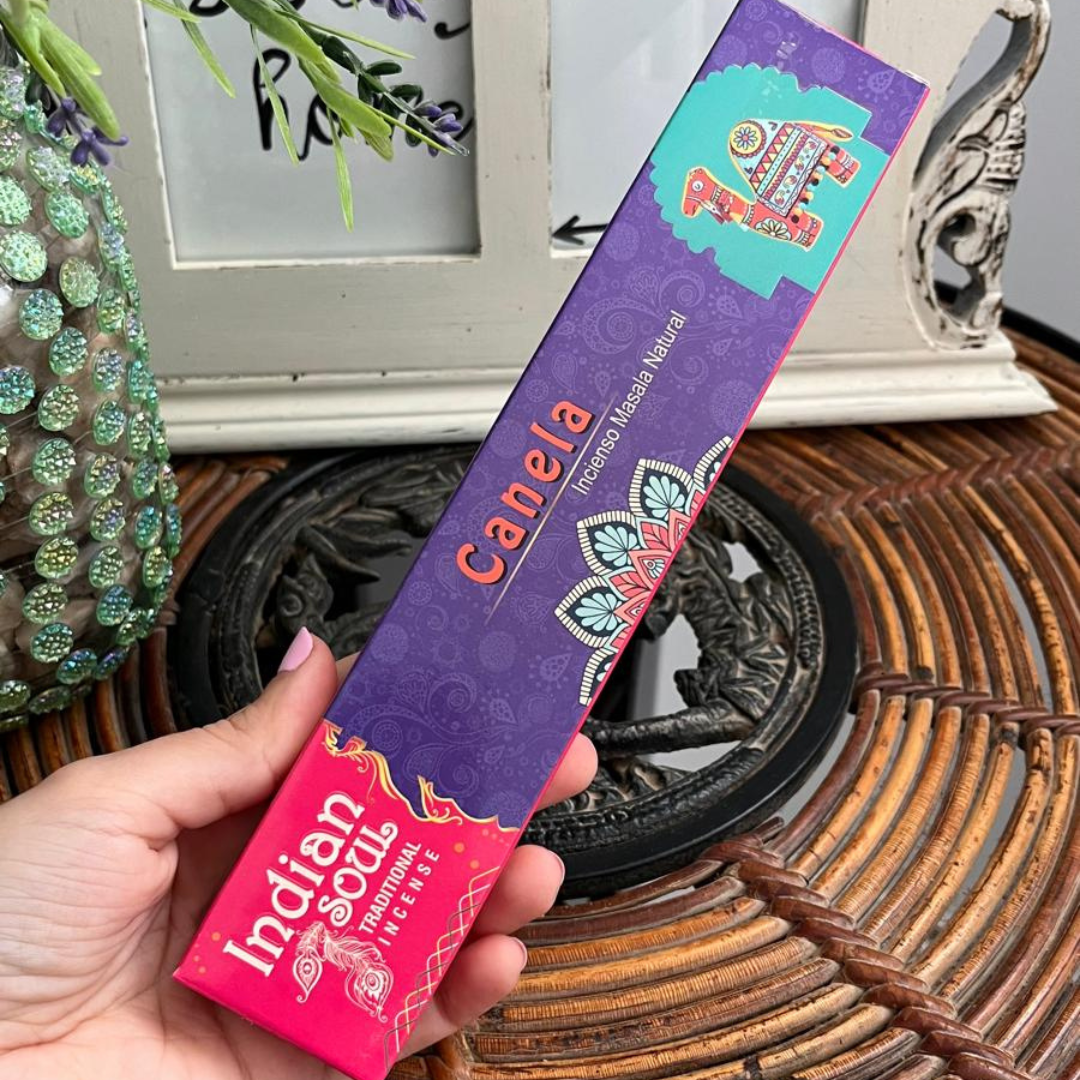 Canela
Incienso Masala Natural
Indian
SOUL
TRADITIONAL
INCENSE